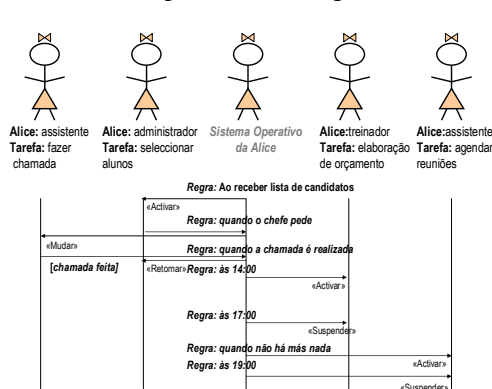 Alice: assistente
Tarefa: fazer
chamada
Alice: administrador
Tarefa: seleccionar
alunos
Sistema Operativo
da Alice
Alice:treinador
Tarefa: elaboração
de orçamento
Alice:assistente
Tarefa: agendar
reuniões
Regra: Ao receber lista de candidatos
«Activar»
Regra: quando o chefe pede
«Mudar»
Regra: quando a chamada é realizada
[chamada feita]
«Retomar»
Regra: às 14:00
«Activar»
Regra: às 17:00
«Suspender»
Regra: quando não há más nada
«Activar»
Regra: às 19:00
«Suspender»